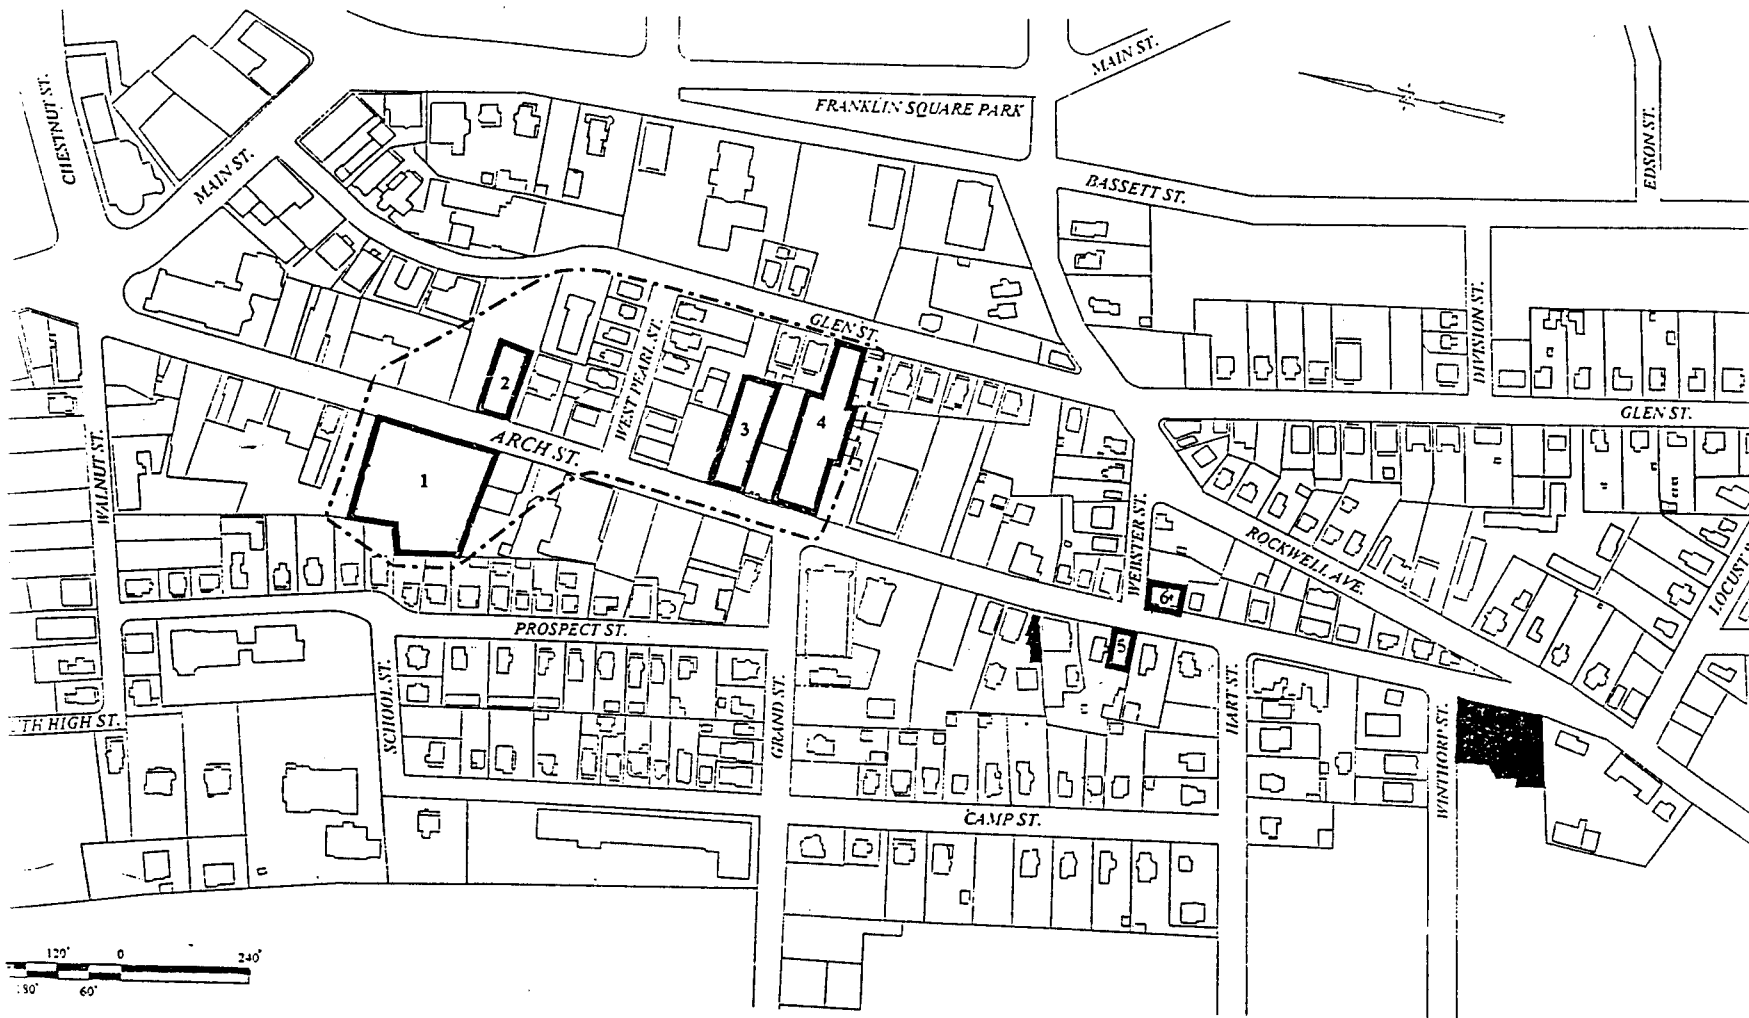 MAIN ST.
FRANKLIN SQUARE PARK
CHESTNUT ST.
MAIN ST.
EDSON ST.
BASSETT ST.
DIVISION ST.
GLEN ST.
WEST PEARL ST.
2
3
4
GLEN ST.
ARCH ST.
1
WALNUT ST.
WEBSTER ST.
ROCKWELL AVE.
LOCUST
6
5
PROSPECT ST.
SCHOOL ST.
GRAND ST.
HART ST.
WINTHORP ST.
TH HIGH ST.
CAMP ST.
120' 0 240'
180' 60'